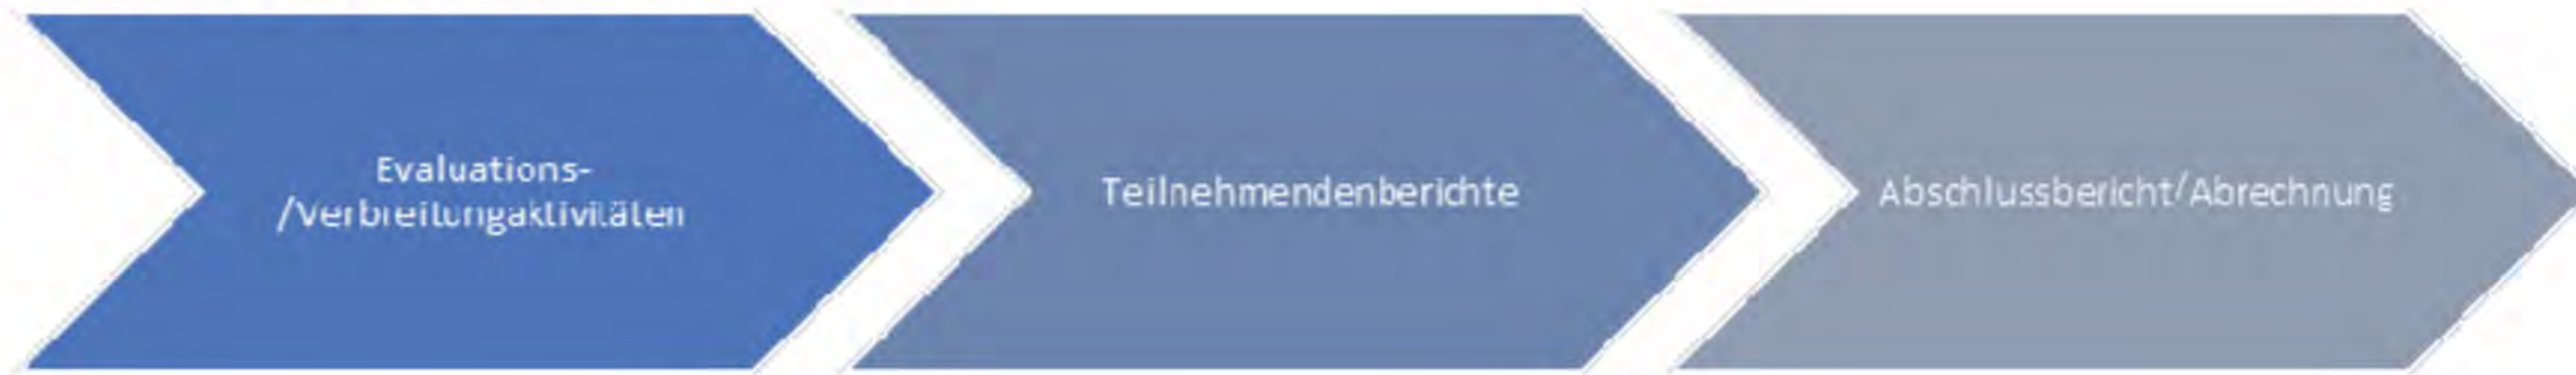 Evaluations-
/Verbreitungaktivitäten
Teilnehmendenberichte
Abschlussbericht/Abrechnung